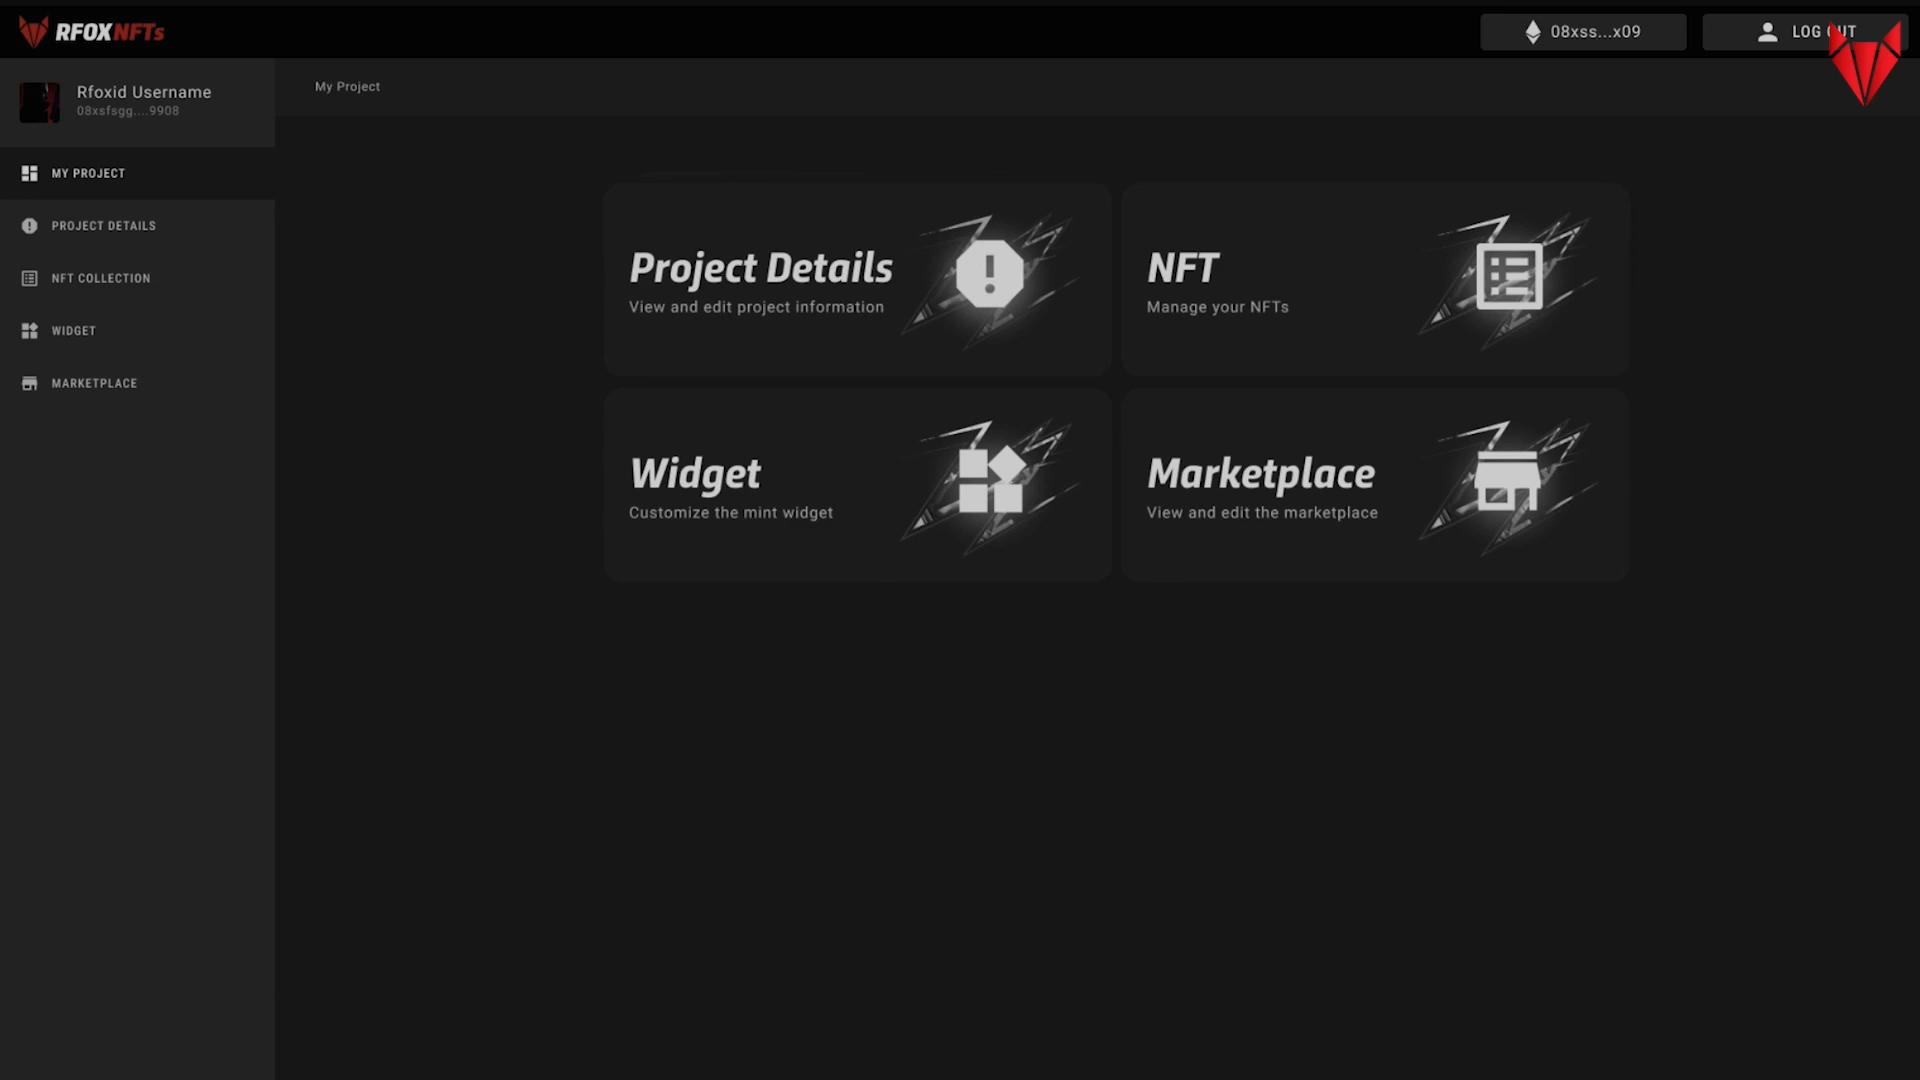 RFOXNFTs
08xss...x09
LOG OUT
Rfoxid Username
08xsfsgg....9908
My Project
MY PROJECT
PROJECT DETAILS
NFT COLLECTION
WIDGET
MARKETPLACE
Project Details
View and edit project information
NFT
Manage your NFTs
Widget
Customize the mint widget
Marketplace
View and edit the marketplace